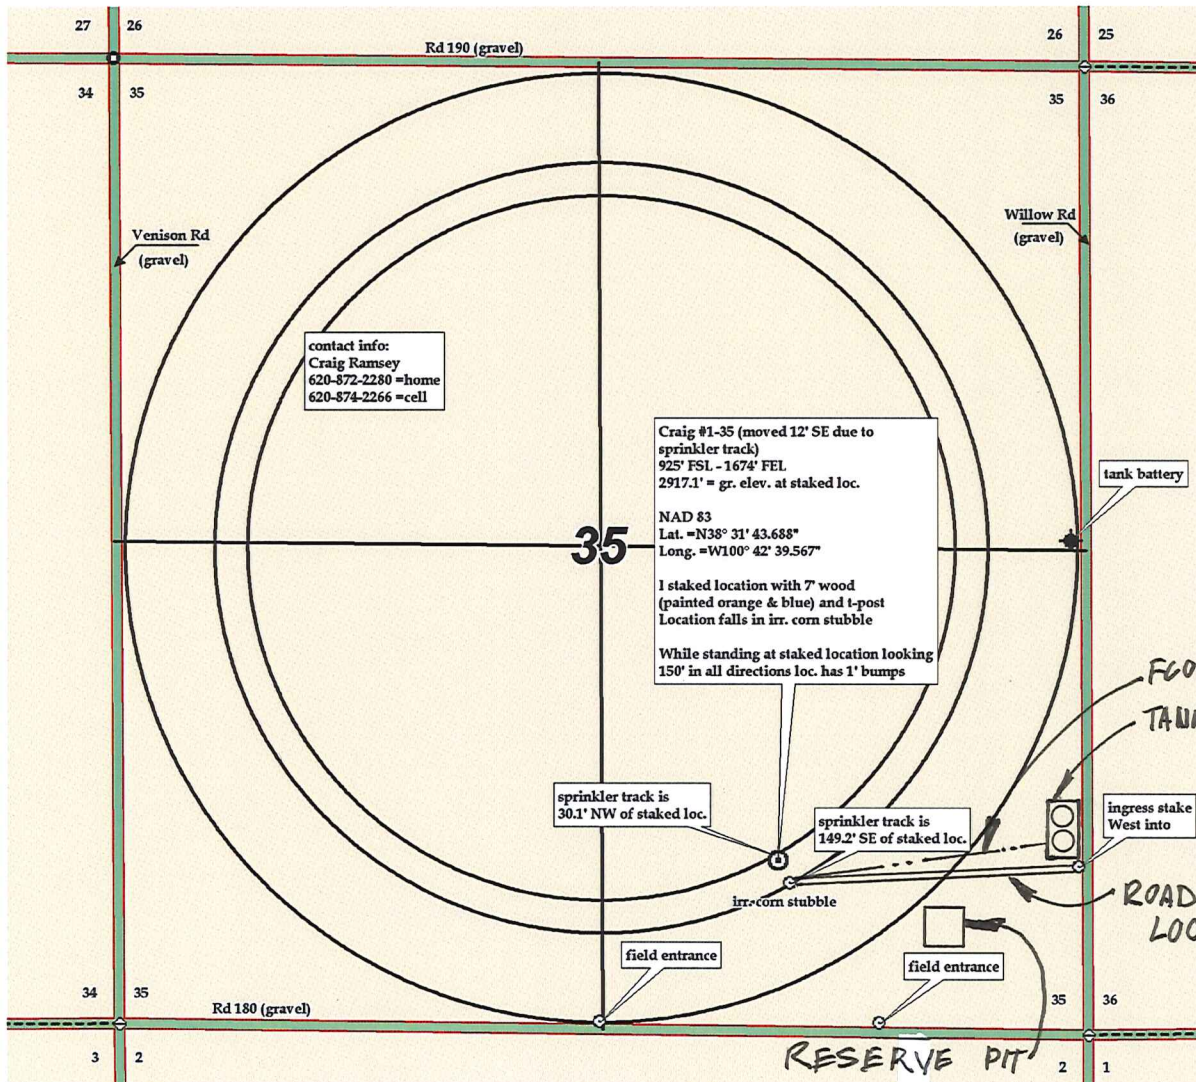 27 26
26 25
Rd 190 (gravel)
34 35
35 36
Venison Rd
(gravel)
Willow Rd
(gravel)
contact info:
Craig Ramsey
620-872-2280 =home
620-874-2266 =cell
Craig #1-35 (moved 12' SE due to
sprinkler track)
925' FSL - 1674' FEL
2917.1' = gr. elev. at staked loc.
NAD 83
Lat. =N38° 31' 43.688"
Long. =W100° 42' 39.567"
I staked location with 7' wood
(painted orange & blue) and t-post
Location falls in irr. corn stubble
While standing at staked location looking
150' in all directions loc. has 1' bumps
tank battery
35
FLO
TAN
sprinkler track is
30.1' NW of staked loc.
sprinkler track is
149.2' SE of staked loc.
ingress stake
West into
irr. corn stubble
ROAD
LOC
field entrance
field entrance
34 35
Rd 180 (gravel)
35 36
3 2
RESERVE PIT
2 1